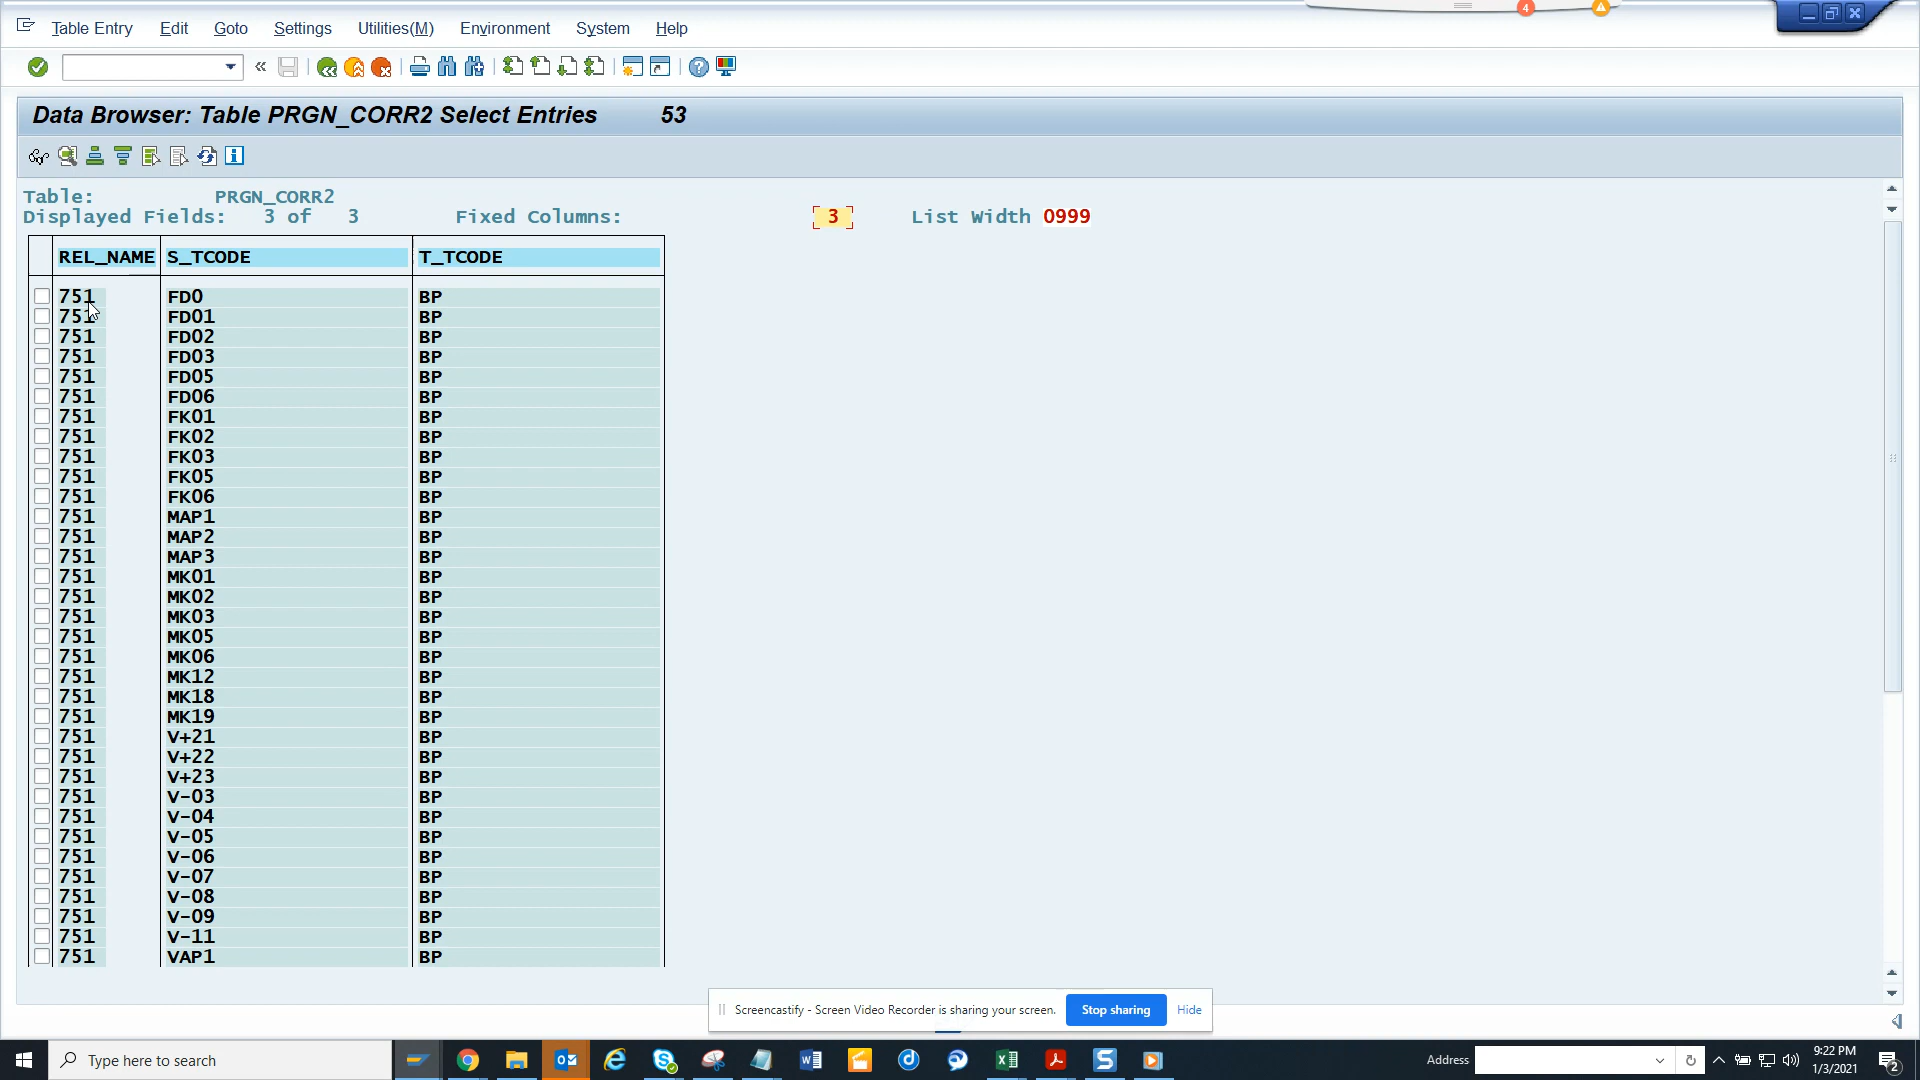 Table Entry Edit Goto Settings Utilities(M) Environment System Help
4
Data Browser: Table PRGN_CORR2 Select Entries 53
Table: PRGN_CORR2
Displayed Fields: 3 of 3 Fixed Columns: 3 List Width 0999
REL_NAME S_TCODE T_TCODE
751 FD0 BP
751 FD01 BP
751 FD02 BP
751 FD03 BP
751 FD05 BP
751 FD06 BP
751 FK01 BP
751 FK02 BP
751 FK03 BP
751 FK05 BP
751 FK06 BP
751 MAP1 BP
751 MAP2 BP
751 MAP3 BP
751 MK01 BP
751 MK02 BP
751 MK03 BP
751 MK05 BP
751 MK06 BP
751 MK12 BP
751 MK18 BP
751 MK19 BP
751 V+21 BP
751 V+22 BP
751 V+23 BP
751 V-03 BP
751 V-04 BP
751 V-05 BP
751 V-06 BP
751 V-07 BP
751 V-08 BP
751 V-09 BP
751 V-11 BP
751 VAP1 BP
Screencastify - Screen Video Recorder is sharing your screen. Stop sharing Hide
Type here to search
Address
9:22 PM
1/3/2021
2